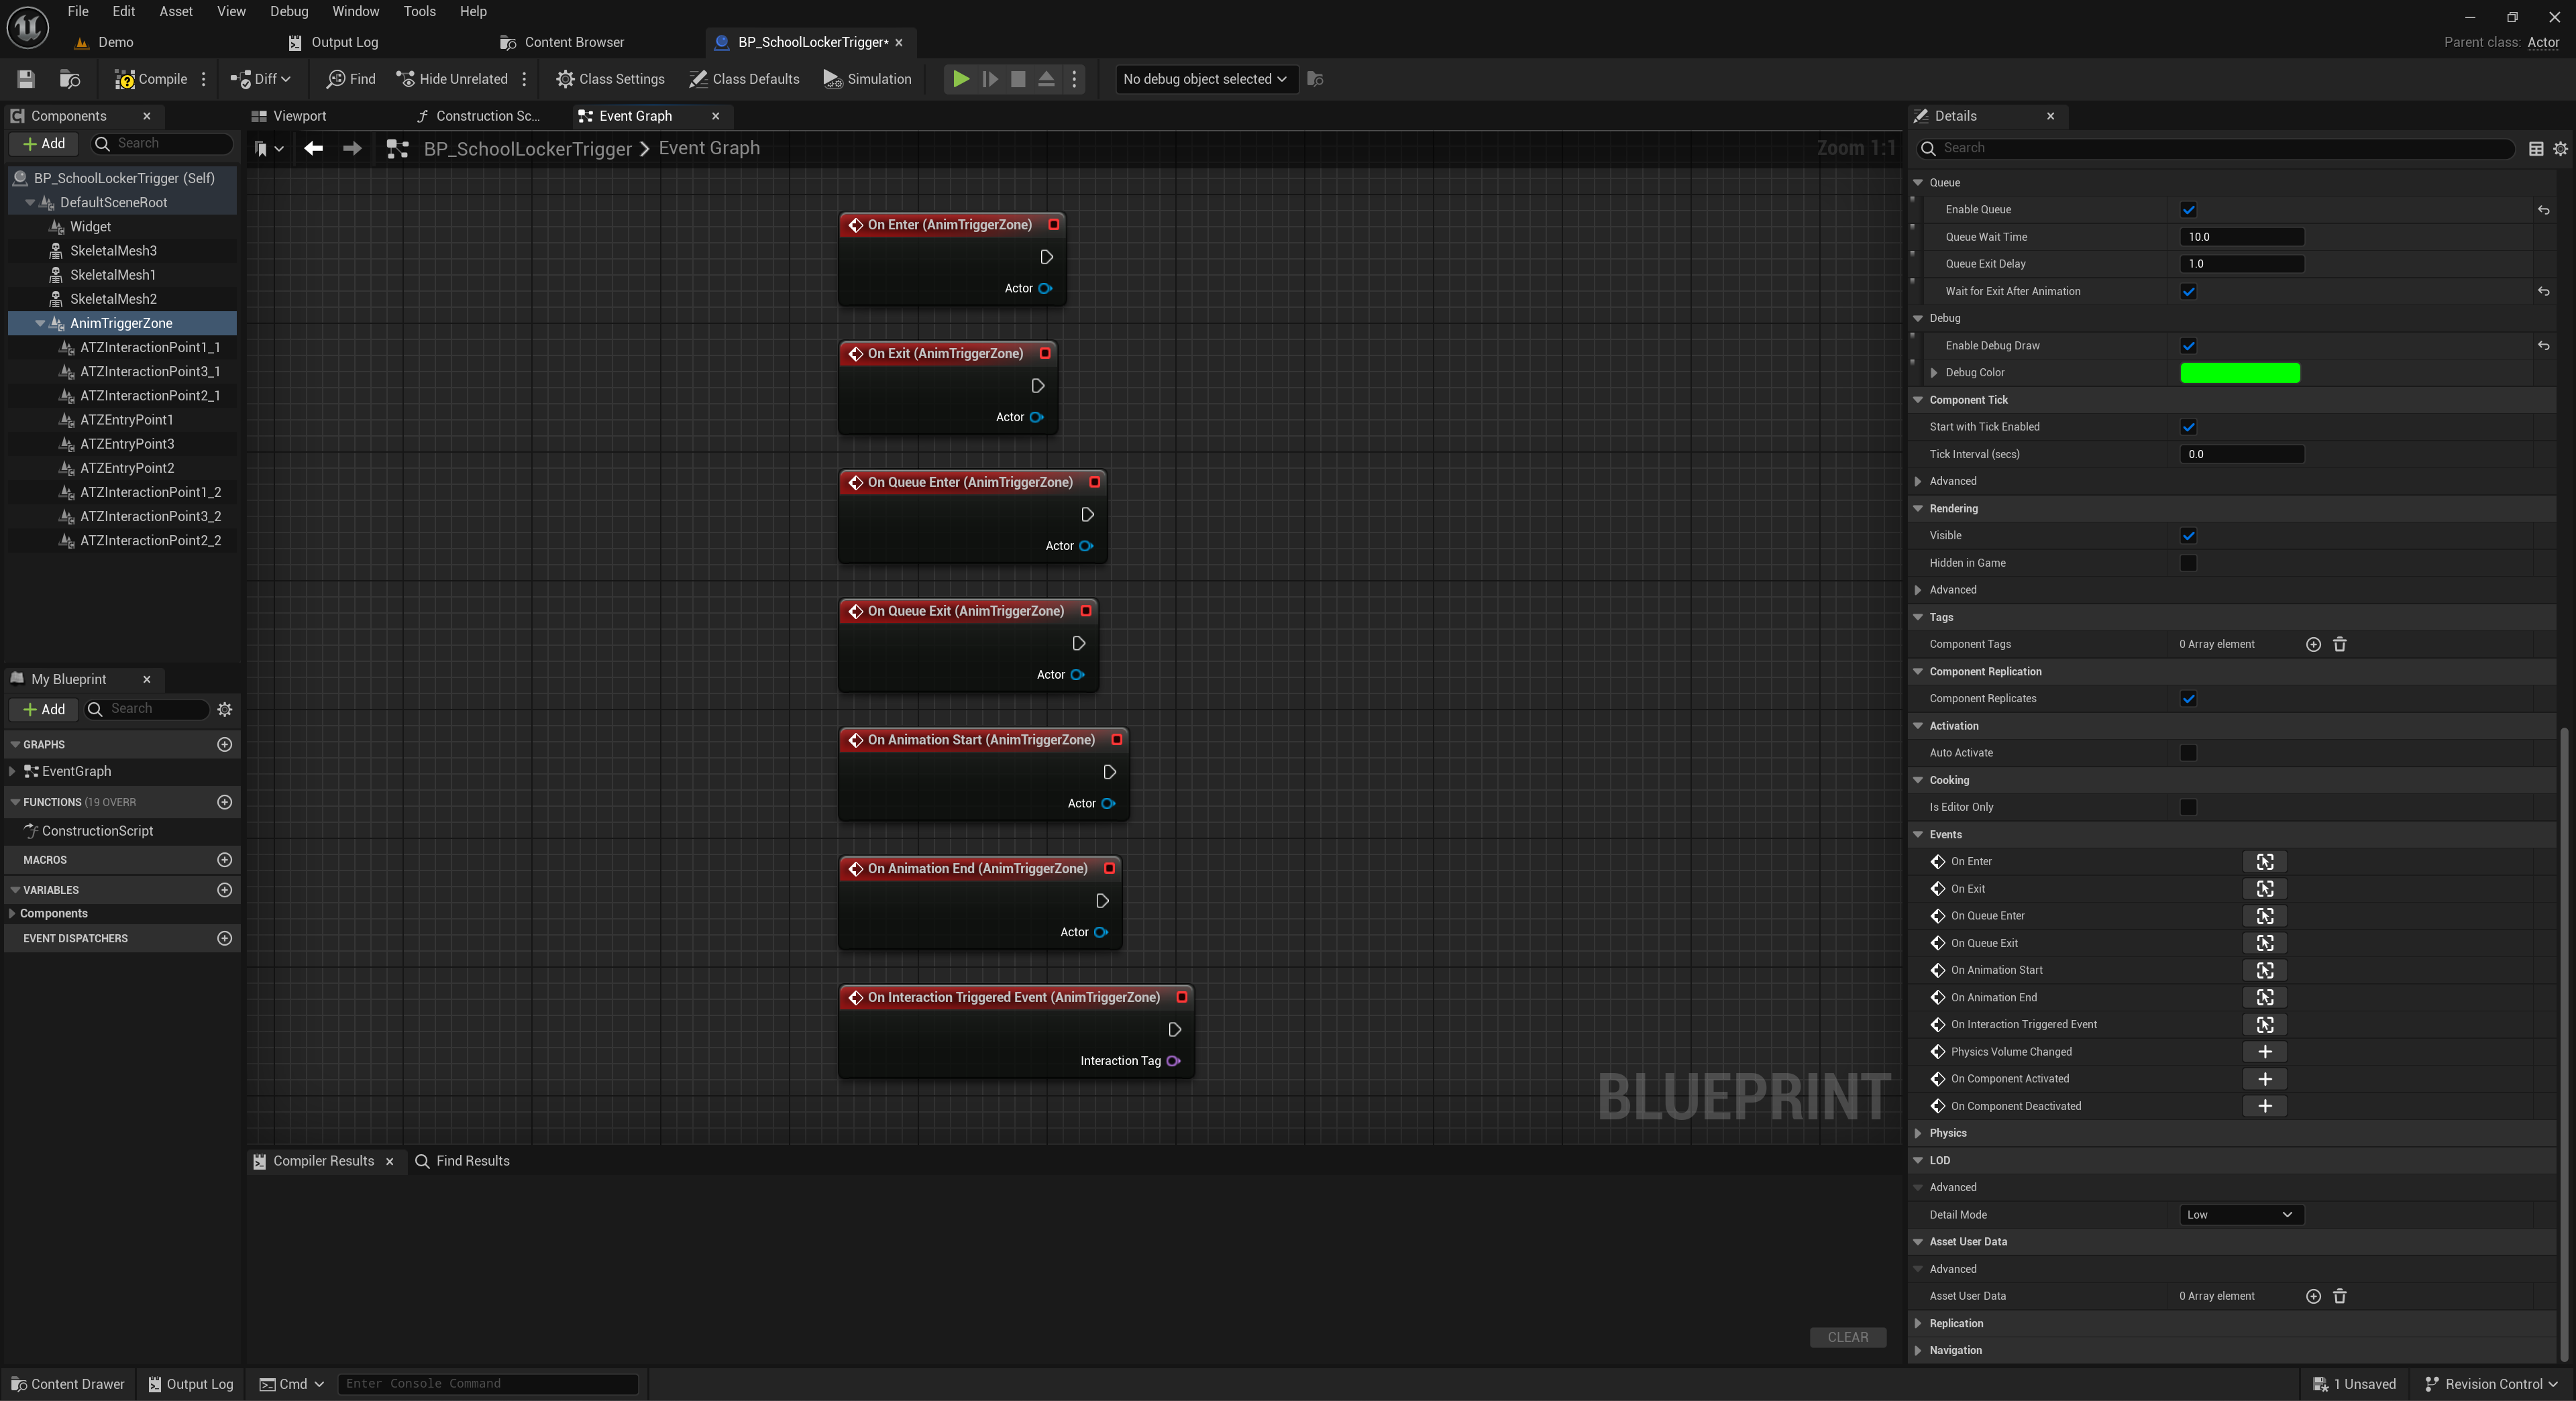 File Edit Asset View Debug Window Tools Help
Demo Output Log Content Browser BP_SchoolLockerTrigger* Parent class: Actor
Compile Diff Find Hide Unrelated Class Settings Class Defaults Simulation No debug object selected
Components
Add Search
BP_SchoolLockerTrigger (Self)
DefaultSceneRoot
Widget
SkeletalMesh3
SkeletalMesh1
SkeletalMesh2
AnimTriggerZone
ATZInteractionPoint1_1
ATZInteractionPoint3_1
ATZInteractionPoint2_1
ATZEntryPoint1
ATZEntryPoint3
ATZEntryPoint2
ATZInteractionPoint1_2
ATZInteractionPoint3_2
ATZInteractionPoint2_2
My Blueprint
Add Search
GRAPHS
EventGraph
FUNCTIONS (19 OVERR
ConstructionScript
MACROS
VARIABLES
Components
EVENT DISPATCHERS
Viewport Construction Sc... Event Graph
BP_SchoolLockerTrigger > Event Graph Zoom 1:1
On Enter (AnimTriggerZone)
Actor
On Exit (AnimTriggerZone)
Actor
On Queue Enter (AnimTriggerZone)
Actor
On Queue Exit (AnimTriggerZone)
Actor
On Animation Start (AnimTriggerZone)
Actor
On Animation End (AnimTriggerZone)
Actor
On Interaction Triggered Event (AnimTriggerZone)
Interaction Tag
BLUEPRINT
Compiler Results Find Results
CLEAR
Details
Search
Queue
Enable Queue
Queue Wait Time 10.0
Queue Exit Delay 1.0
Wait for Exit After Animation
Debug
Enable Debug Draw
Debug Color
Component Tick
Start with Tick Enabled
Tick Interval (secs) 0.0
Advanced
Rendering
Visible
Hidden in Game
Advanced
Tags
Component Tags 0 Array element
Component Replication
Component Replicates
Activation
Auto Activate
Cooking
Is Editor Only
Events
On Enter
On Exit
On Queue Enter
On Queue Exit
On Animation Start
On Animation End
On Interaction Triggered Event
Physics Volume Changed
On Component Activated
On Component Deactivated
Physics
LOD
Advanced
Detail Mode Low
Asset User Data
Advanced
Asset User Data 0 Array element
Replication
Navigation
Content Drawer Output Log Cmd Enter Console Command 1 Unsaved Revision Control